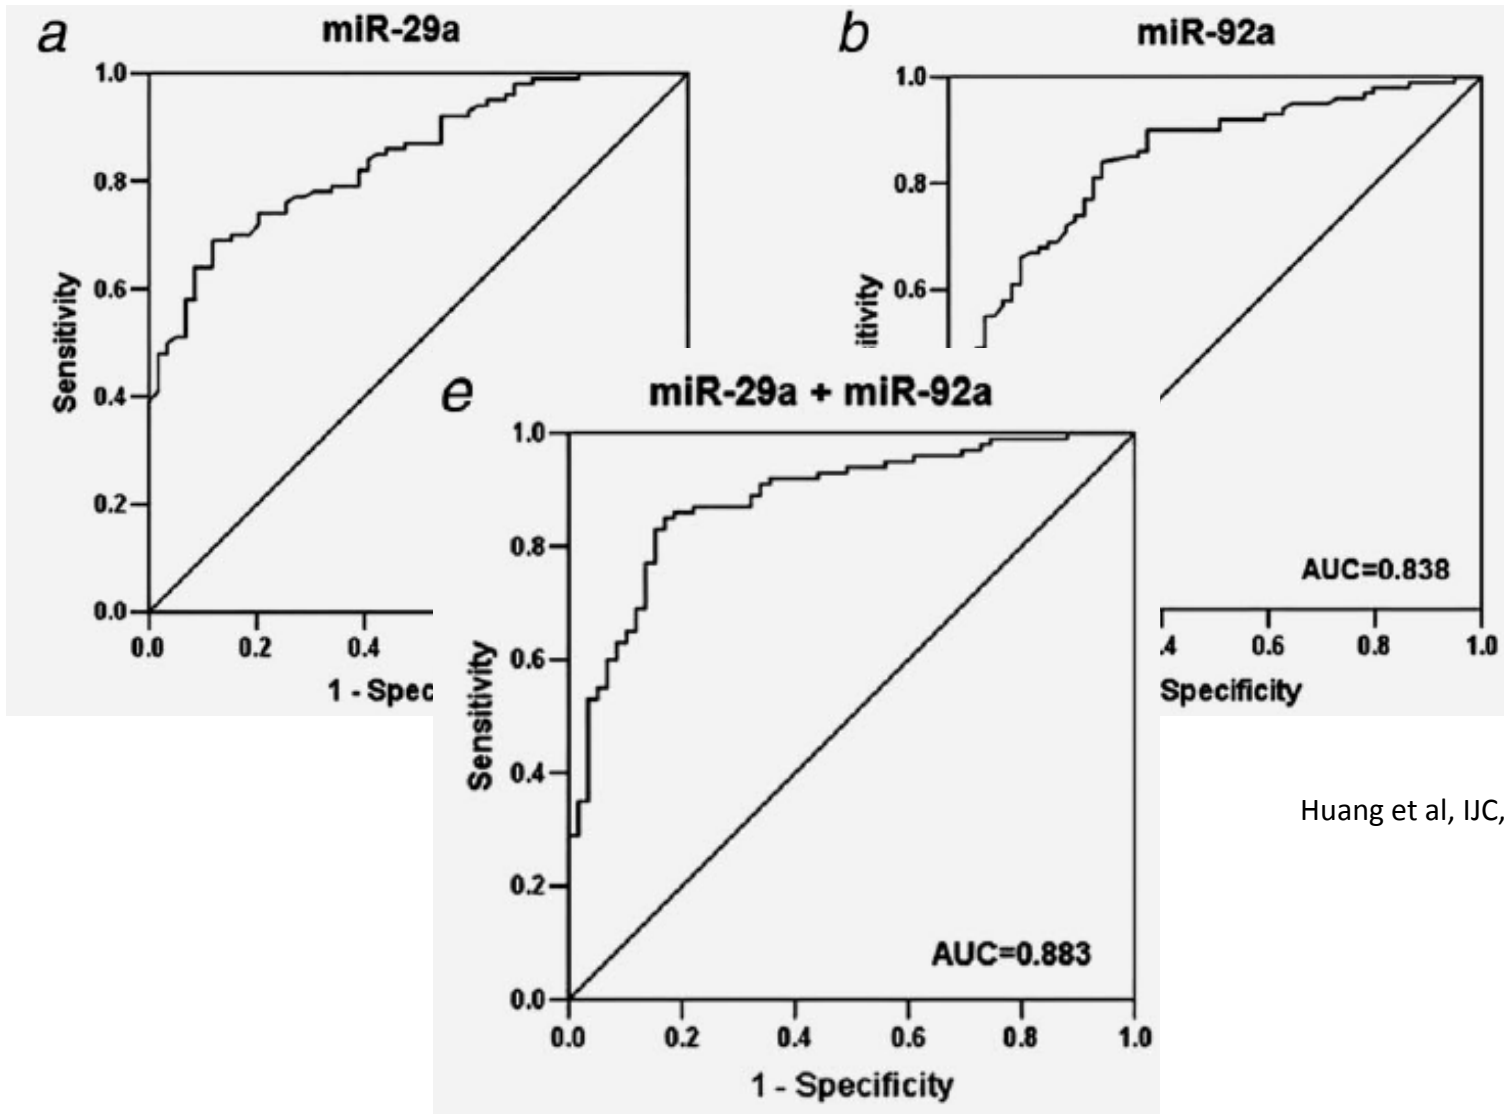 a
miR-29a
1.0
0.8
0.6
0.4
0.2
0.0
Sensitivity
0.0 0.2 0.4
1 - Spec
b
miR-92a
1.0
0.8
0.6
itivity
AUC=0.838
.4 0.6 0.8 1.0
Specificity
e
miR-29a + miR-92a
1.0
0.8
0.6
0.4
0.2
0.0
Sensitivity
AUC=0.883
0.0 0.2 0.4 0.6 0.8 1.0
1 - Specificity
Huang et al, IJC,